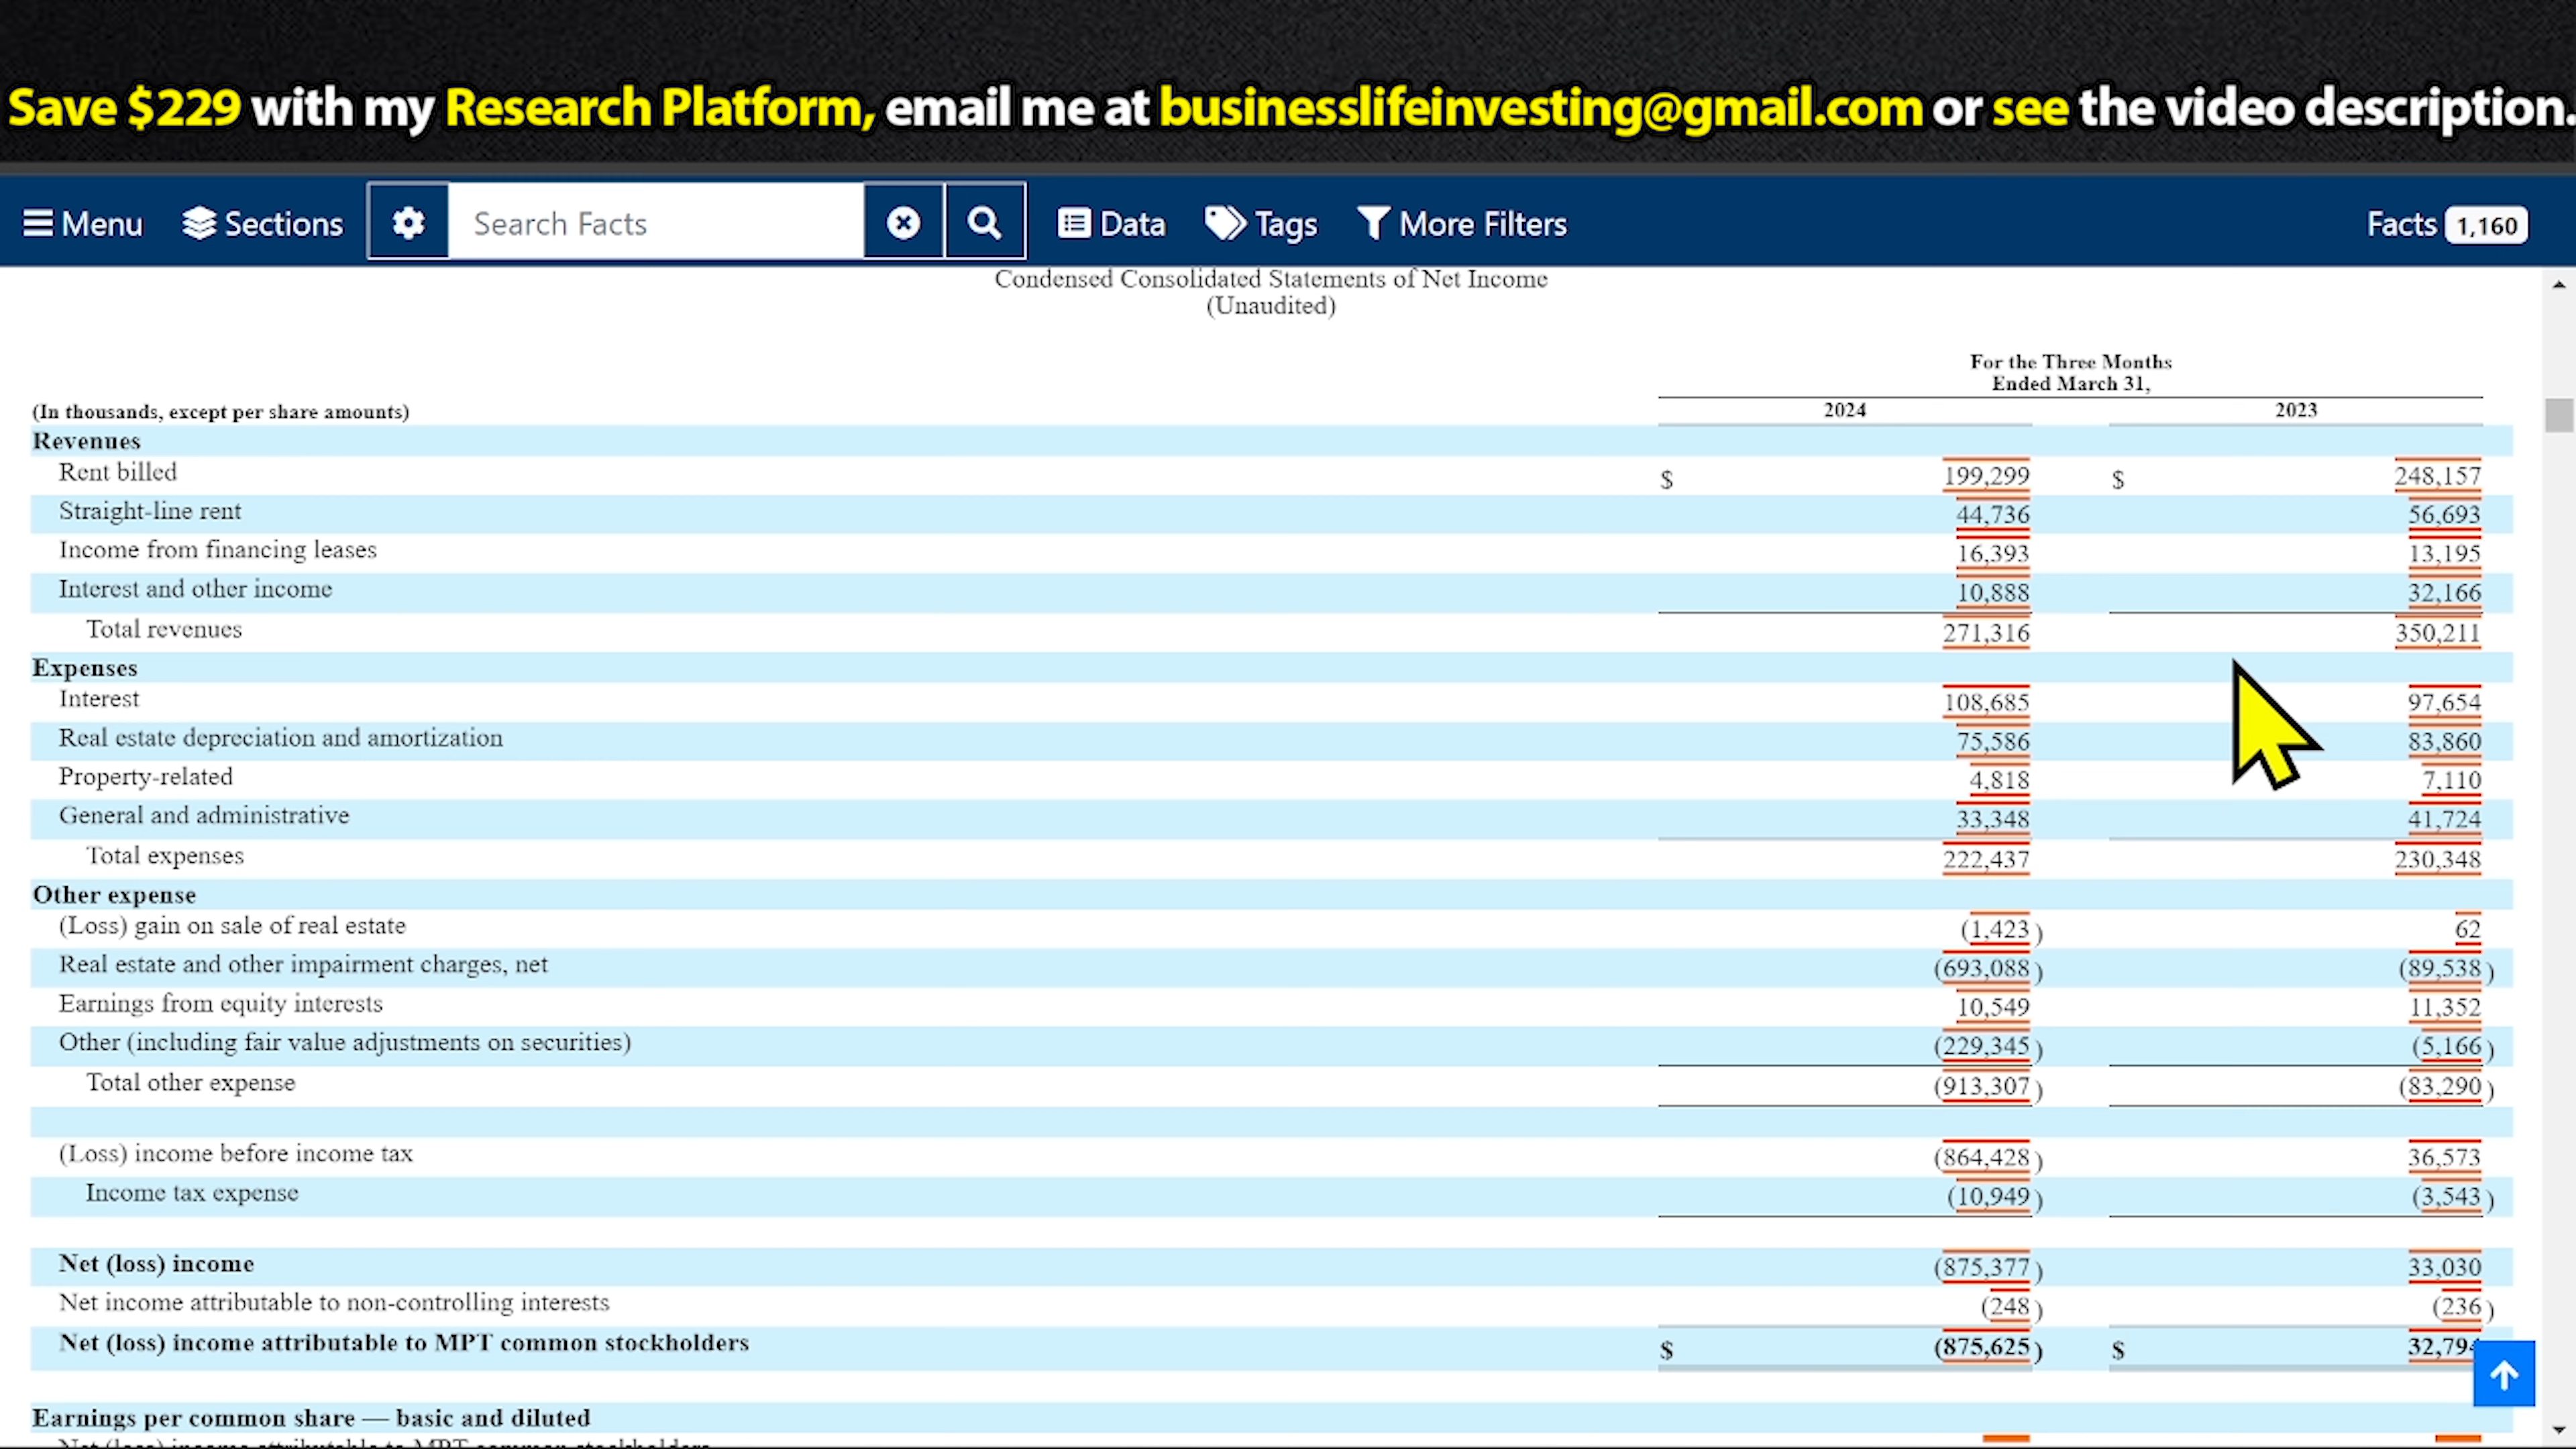 Save $229 with my Research Platform, email me at businesslifeinvesting@gmail.com or see the video description.
Menu Sections Search Facts Data Tags More Filters Facts 1,160
Condensed Consolidated Statements of Net Income
(Unaudited)
For the Three Months
Ended March 31,
(In thousands, except per share amounts) 2024 2023
Revenues
Rent billed $ 199,299 $ 248,157
Straight-line rent 44,736 56,693
Income from financing leases 16,393 13,195
Interest and other income 10,888 32,166
Total revenues 271,316 350,211
Expenses
Interest 108,685 97,654
Real estate depreciation and amortization 75,586 83,860
Property-related 4,818 7,110
General and administrative 33,348 41,724
Total expenses 222,437 230,348
Other expense
(Loss) gain on sale of real estate (1,423) 62
Real estate and other impairment charges, net (693,088) (89,538)
Earnings from equity interests 10,549 11,352
Other (including fair value adjustments on securities) (229,345) (5,166)
Total other expense (913,307) (83,290)
(Loss) income before income tax (864,428) 36,573
Income tax expense (10,949) (3,543)
Net (loss) income (875,377) 33,030
Net income attributable to non-controlling interests (248) (236)
Net (loss) income attributable to MPT common stockholders $ (875,625) $ 32,794
Earnings per common share — basic and diluted